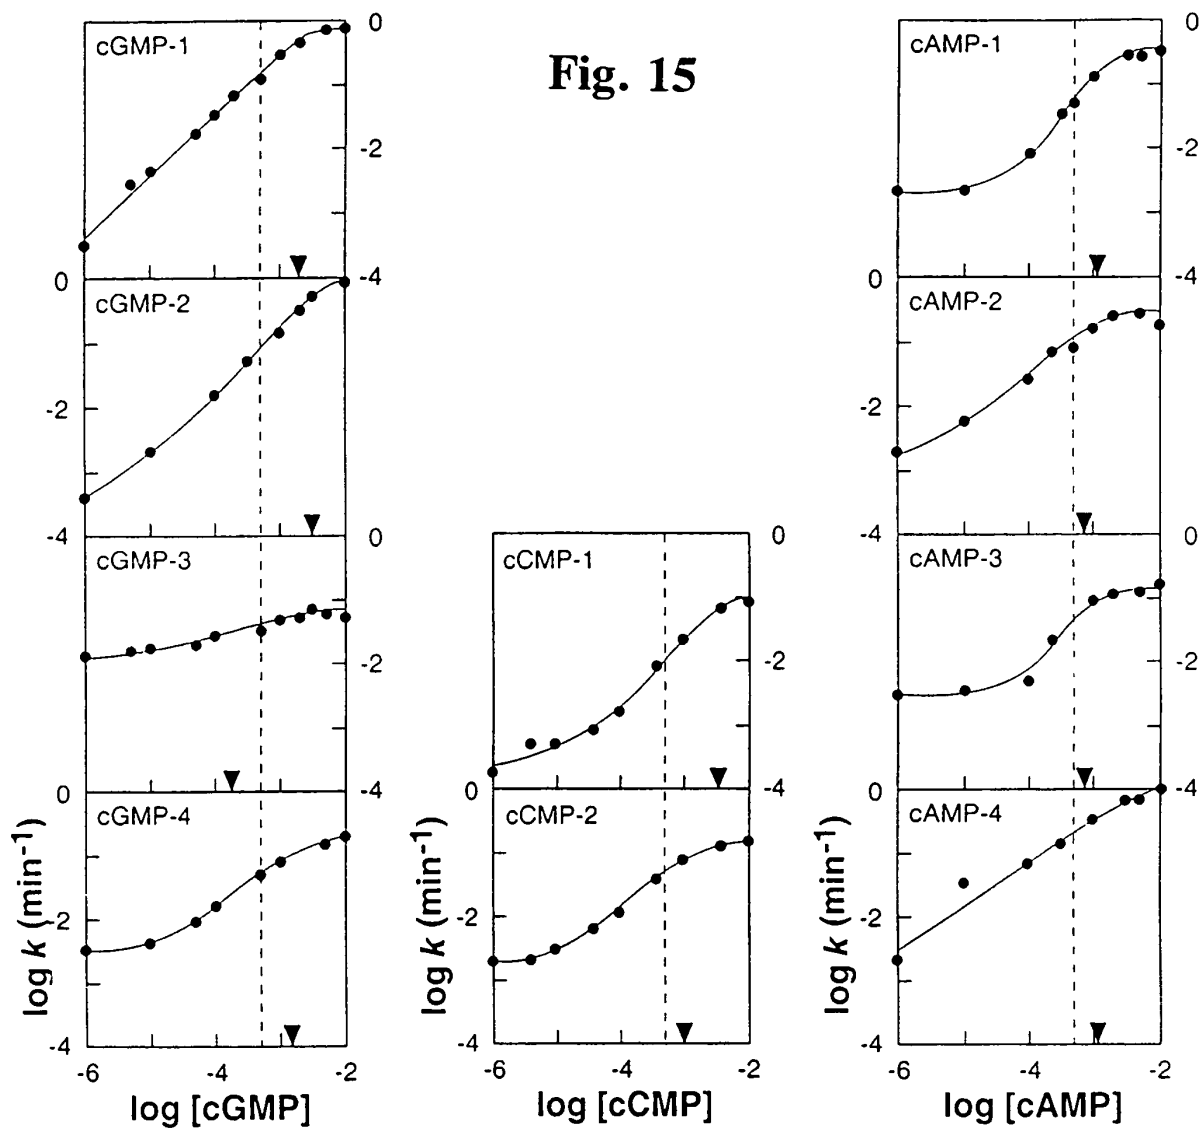 Fig. 15
cGMP-1
0
-2
-4
cGMP-2
0
-2
-4
cGMP-3
0
-2
-4
cGMP-4
0
-2
-4
log k (min⁻¹)
-6 -4 -2
log [cGMP]
cCMP-1
0
-2
-4
cCMP-2
0
-2
-4
log k (min⁻¹)
-6 -4 -2
log [cCMP]
cAMP-1
0
-2
-4
cAMP-2
0
-2
-4
cAMP-3
0
-2
-4
cAMP-4
0
-2
-4
log k (min⁻¹)
-6 -4 -2
log [cAMP]